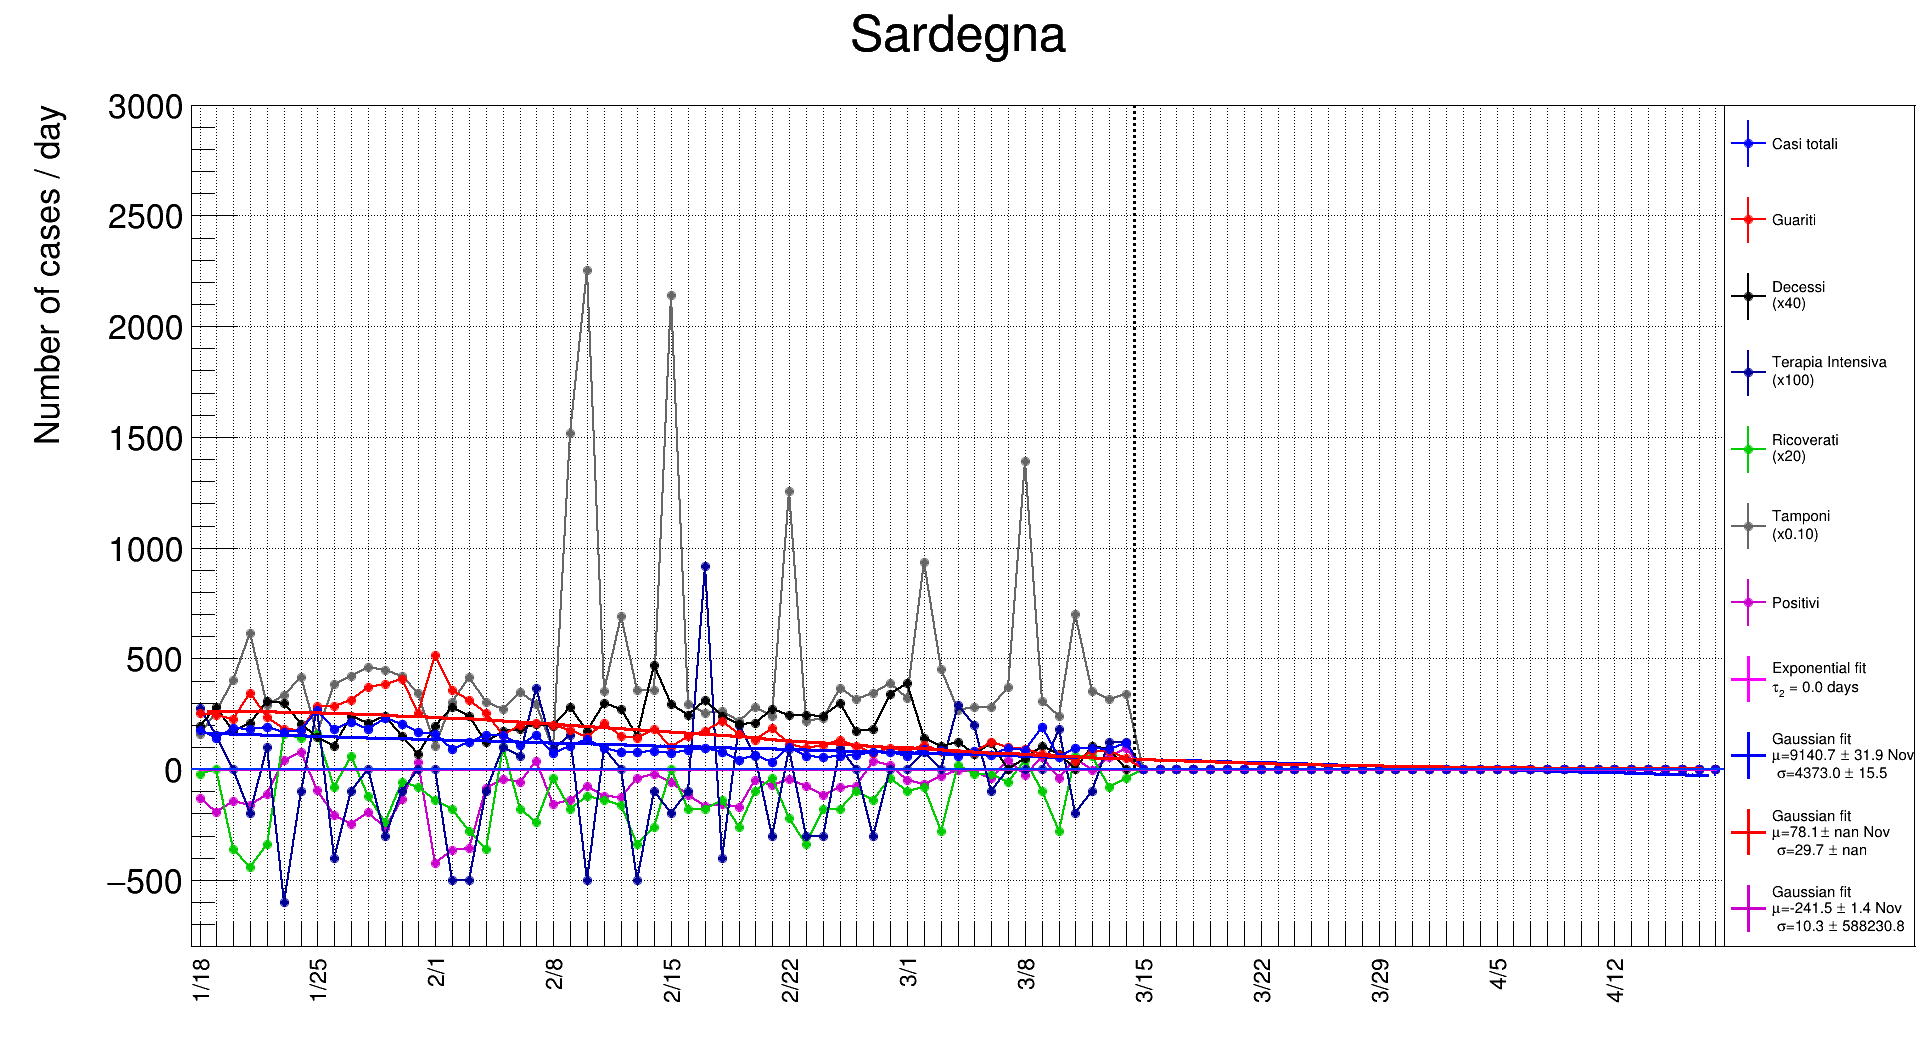 Sardegna
Number of cases / day
3000
2500
2000
1500
1000
500
0
−500
1/18
1/25
2/1
2/8
2/15
2/22
3/1
3/8
3/15
3/22
3/29
4/5
4/12
Casi totali
Guariti
Decessi
(x40)
Terapia Intensiva
(x100)
Ricoverati
(x20)
Tamponi
(x0.10)
Positivi
Exponential fit
τ2 = 0.0 days
Gaussian fit
μ=9140.7 ± 31.9 Nov
σ=4373.0 ± 15.5
Gaussian fit
μ=78.1 ± nan Nov
σ=29.7 ± nan
Gaussian fit
μ=-241.5 ± 1.4 Nov
σ=10.3 ± 588230.8